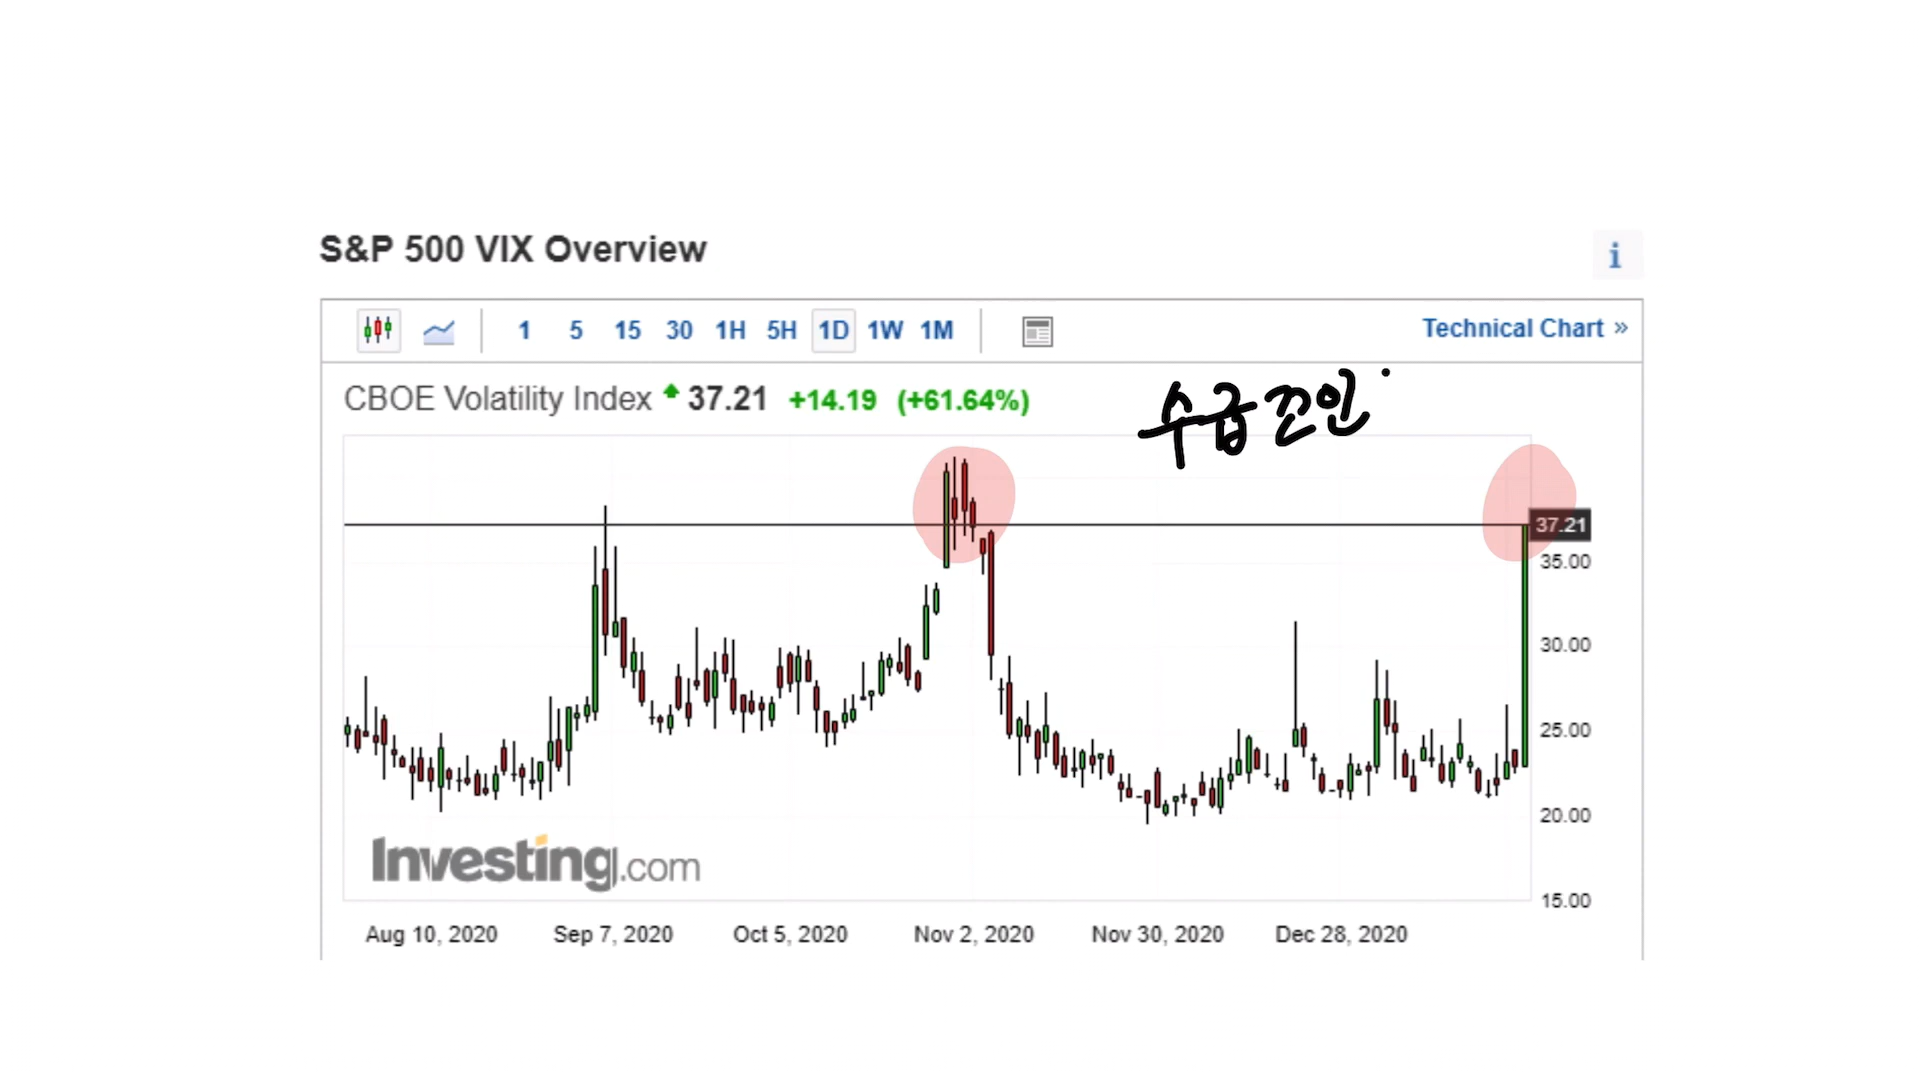 S&P 500 VIX Overview
i
1 5 15 30 1H 5H 1D 1W 1M
Technical Chart »
CBOE Volatility Index 37.21 +14.19 (+61.64%)
수급꼬인
37.21
35.00
30.00
25.00
20.00
15.00
Investing.com
Aug 10, 2020 Sep 7, 2020 Oct 5, 2020 Nov 2, 2020 Nov 30, 2020 Dec 28, 2020